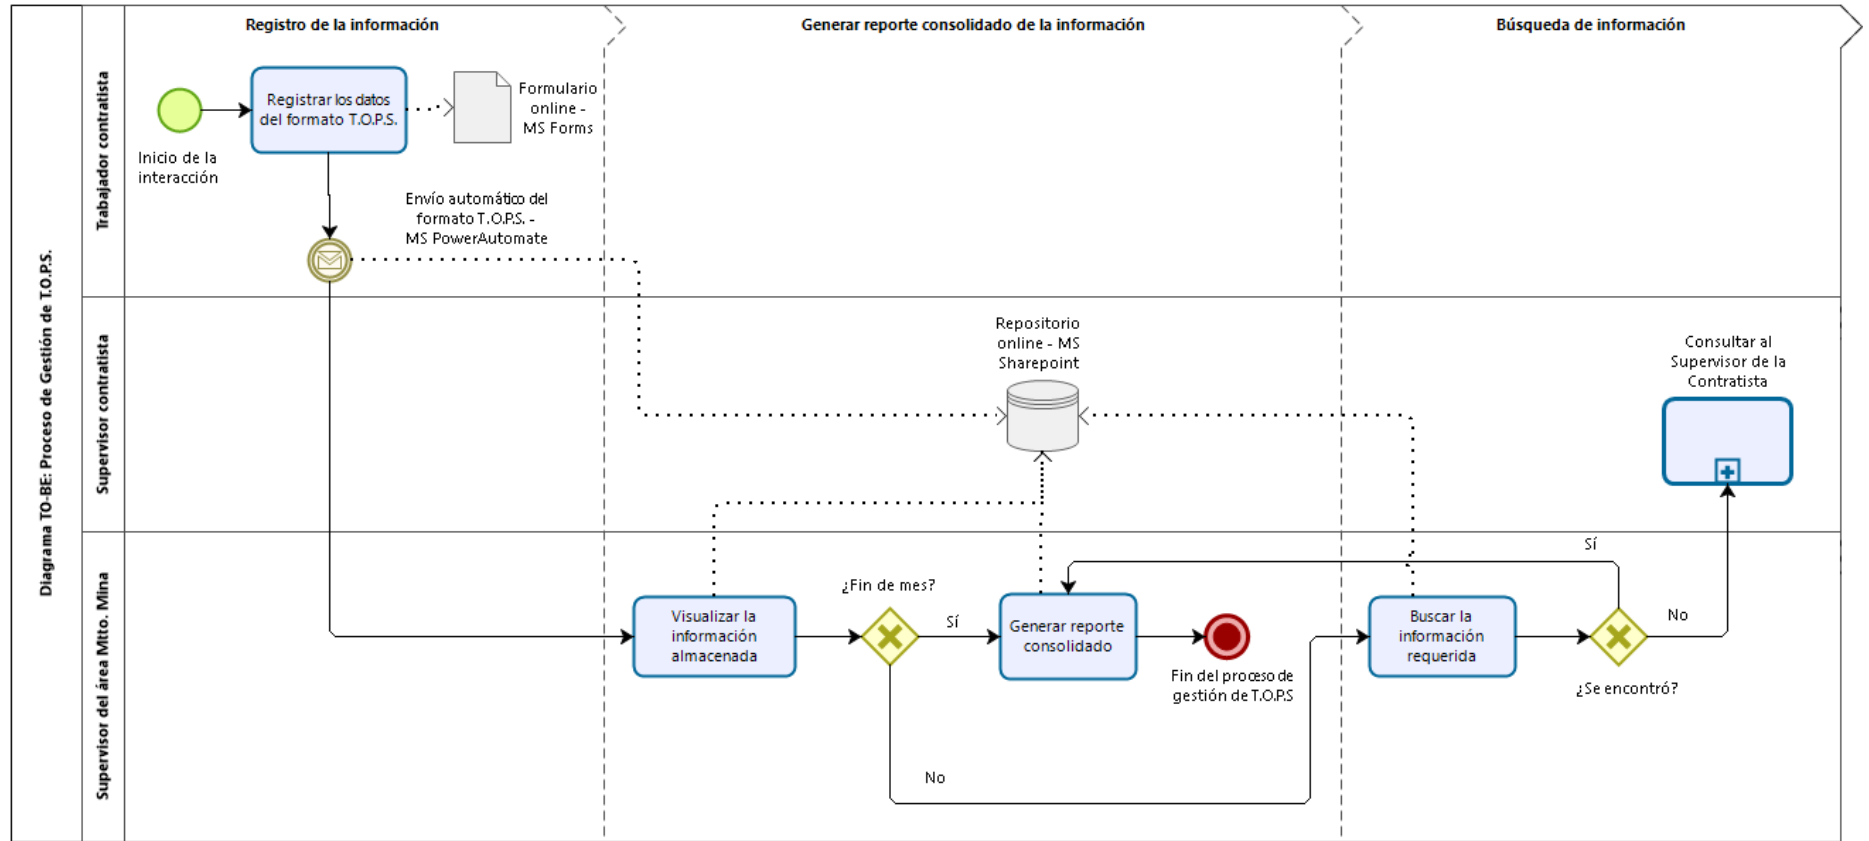 Registro de la información
Generar reporte consolidado de la información
Búsqueda de información
Diagrama TO-BE: Proceso de Gestión de T.O.P.S.
Trabajador contratista
Registrar los datos
del formato T.O.P.S.
Formulario
online -
MS Forms
Inicio de la
interacción
Envío automático del
formato T.O.P.S. -
MS PowerAutomate
Supervisor contratista
Repositorio
online - MS
Sharepoint
Consultar al
Supervisor de la
Contratista
Supervisor del área Mtto. Mina
Visualizar la
información
almacenada
¿Fin de mes?
Sí
No
Generar reporte
consolidado
Fin del proceso de
gestión de T.O.P.S
Buscar la
información
requerida
Sí
No
¿Se encontró?